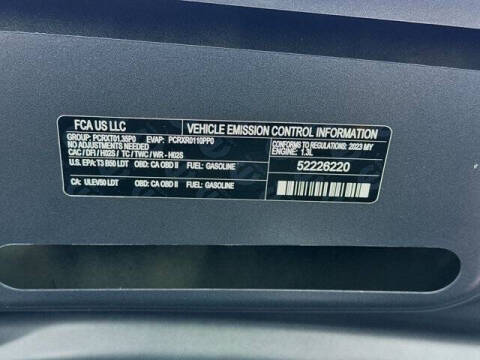 FCA US LLC
VEHICLE EMISSION CONTROL INFORMATION
GROUP: PCRXT01.35P0 EVAP: PCRXR0110PP0
CONFORMS TO REGULATIONS: 2023 MY
NO ADJUSTMENTS NEEDED
ENGINE: 1.3L
CAC / DFI / HO2S / TC / TWC / WR - HO2S
U.S. EPA: T3 B50 LDT OBD: CA OBD II FUEL: GASOLINE
52226220
CA: ULEV50 LDT OBD: CA OBD II FUEL: GASOLINE